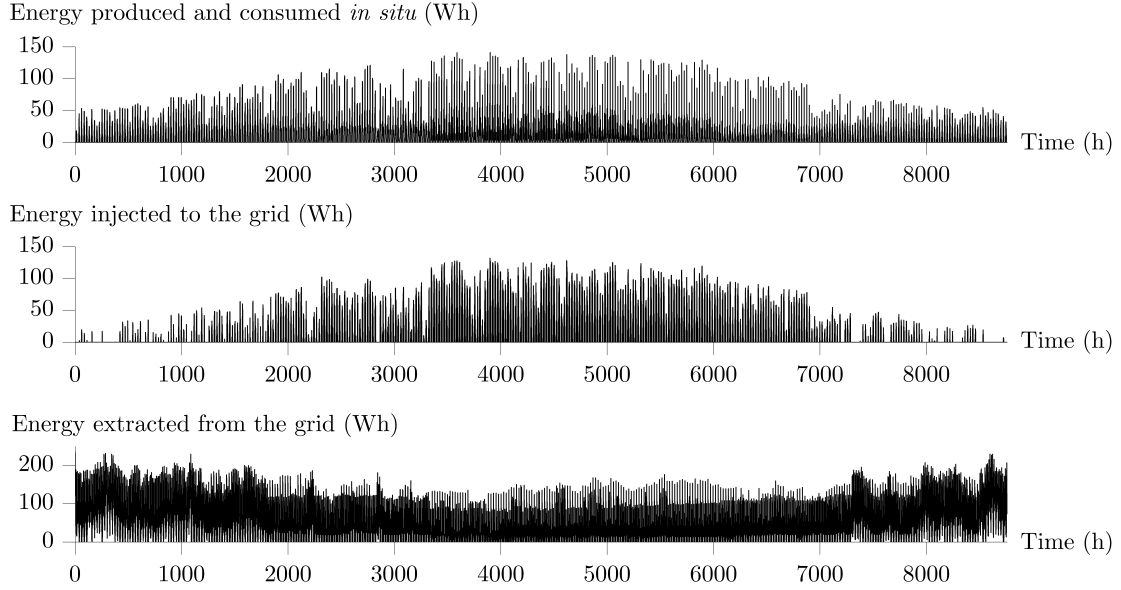 Energy produced and consumed in situ (Wh)
150
100
50
0
Time (h)
0 1000 2000 3000 4000 5000 6000 7000 8000
Energy injected to the grid (Wh)
150
100
50
0
Time (h)
0 1000 2000 3000 4000 5000 6000 7000 8000
Energy extracted from the grid (Wh)
200
100
0
Time (h)
0 1000 2000 3000 4000 5000 6000 7000 8000